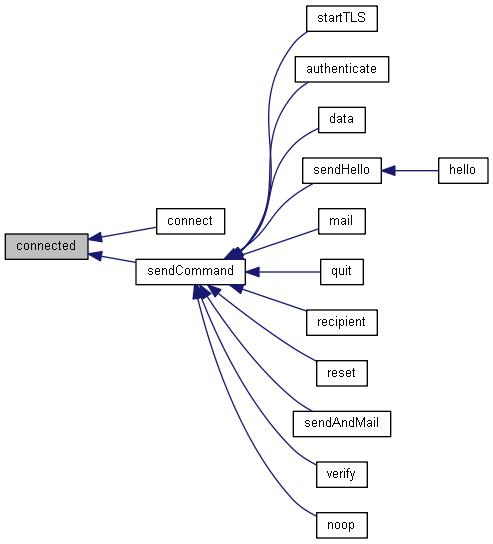 startTLS
authenticate
data
sendHello
hello
mail
connect
connected
sendCommand
quit
recipient
reset
sendAndMail
verify
noop